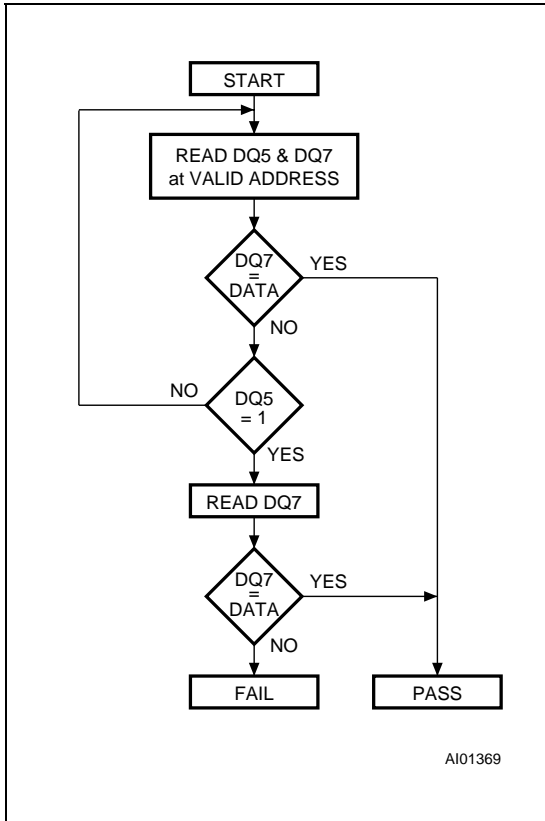 START
READ DQ5 & DQ7
at VALID ADDRESS
DQ7
=
DATA
YES
NO
NO
DQ5
= 1
YES
READ DQ7
DQ7
=
DATA
YES
NO
FAIL
PASS
AI01369